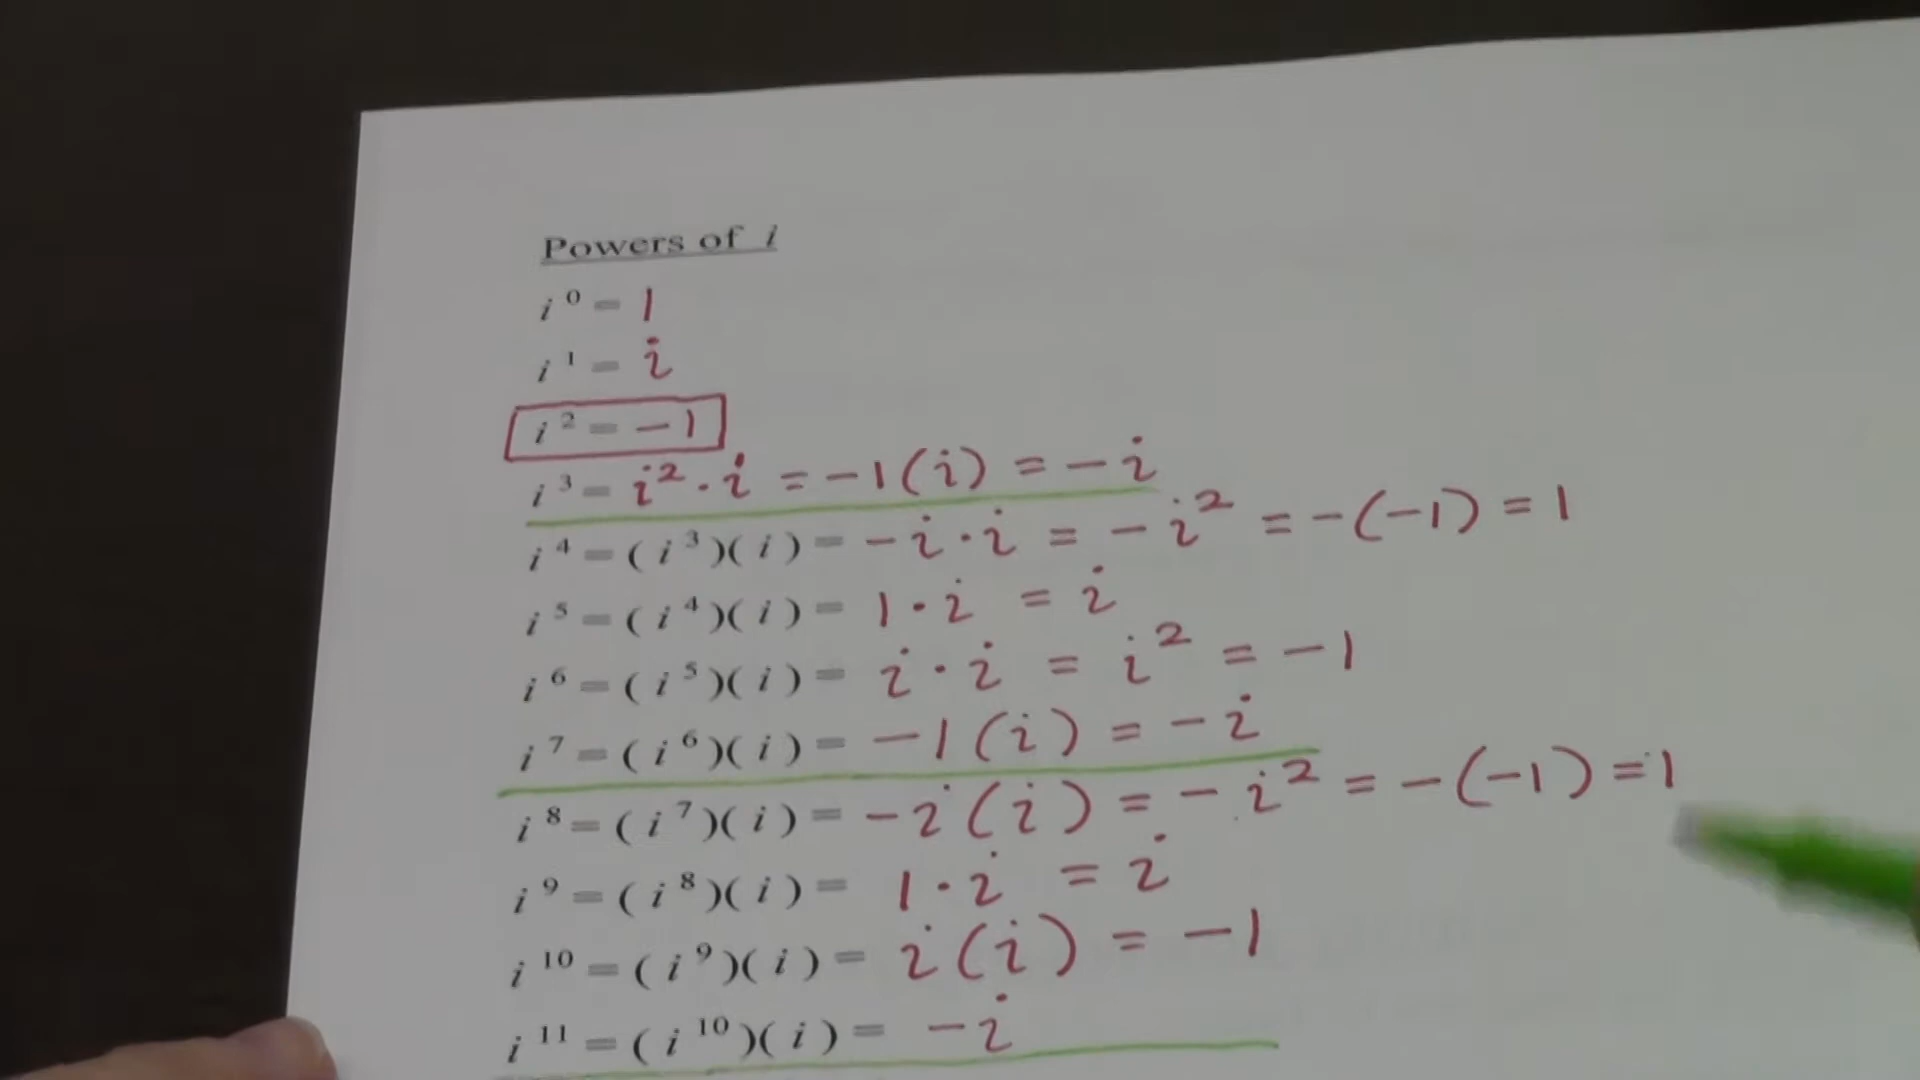 Powers of i
i⁰ = 1
i¹ = i
i² = -1
i³ = i² · i = -1(i) = -i
i⁴ = (i³)(i) = -i · i = -i² = -(-1) = 1
i⁵ = (i⁴)(i) = 1 · i = i
i⁶ = (i⁵)(i) = i · i = i² = -1
i⁷ = (i⁶)(i) = -1(i) = -i
i⁸ = (i⁷)(i) = -i(i) = -i² = -(-1) = 1
i⁹ = (i⁸)(i) = 1 · i = i
i¹⁰ = (i⁹)(i) = i(i) = -1
i¹¹ = (i¹⁰)(i) = -i